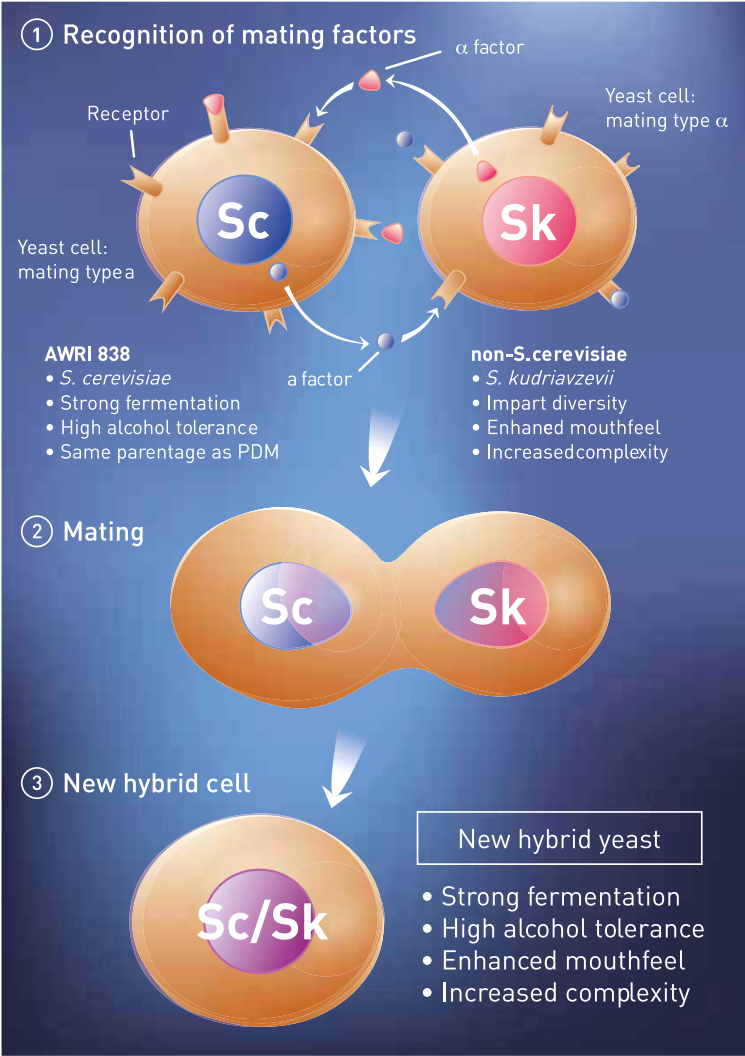 1 Recognition of mating factors
α factor
Receptor
Yeast cell:
mating type α
Sc
Sk
Yeast cell:
mating type a
a factor
AWRI 838
• S. cerevisiae
• Strong fermentation
• High alcohol tolerance
• Same parentage as PDM
non-S.cerevisiae
• S. kudriavzevii
• Impart diversity
• Enhaned mouthfeel
• Increasedcomplexity
2 Mating
Sc
Sk
3 New hybrid cell
Sc/Sk
New hybrid yeast
• Strong fermentation
• High alcohol tolerance
• Enhanced mouthfeel
• Increased complexity